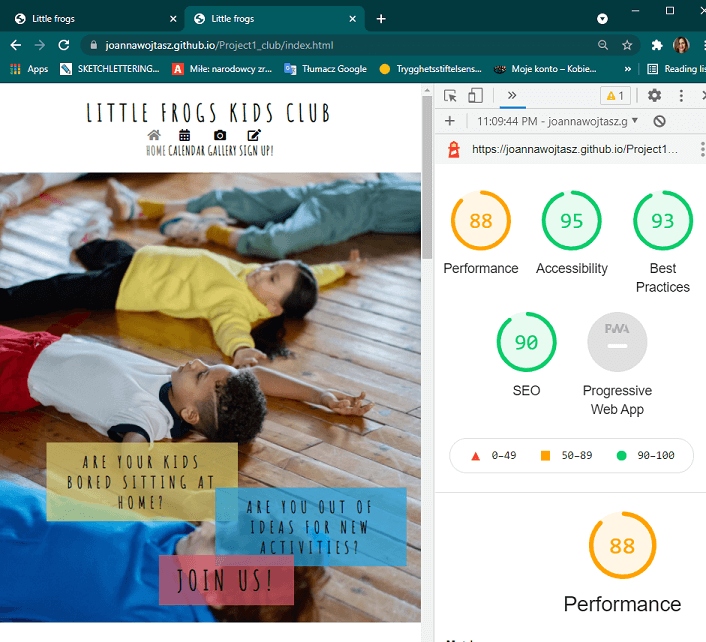 Little frogs
Little frogs
joannawojtasz.github.io/Project1_club/index.html
Apps
SKETCHLETTERING...
Miłe: narodowcy zr...
Tłumacz Google
Trygghetsstiftelsens...
Moje konto – Kobie...
»
Reading lis
LITTLE FROGS KIDS CLUB
HOME CALENDAR GALLERY SIGN UP!
ARE YOUR KIDS
BORED SITTING AT
HOME?
ARE YOU OUT OF
IDEAS FOR NEW
ACTIVITIES?
JOIN US!
» 1
11:09:44 PM - joannawojtasz.g
https://joannawojtasz.github.io/Project1...
88
Performance
95
Accessibility
93
Best
Practices
90
SEO
PWA
Progressive
Web App
0–49 50–89 90–100
88
Performance